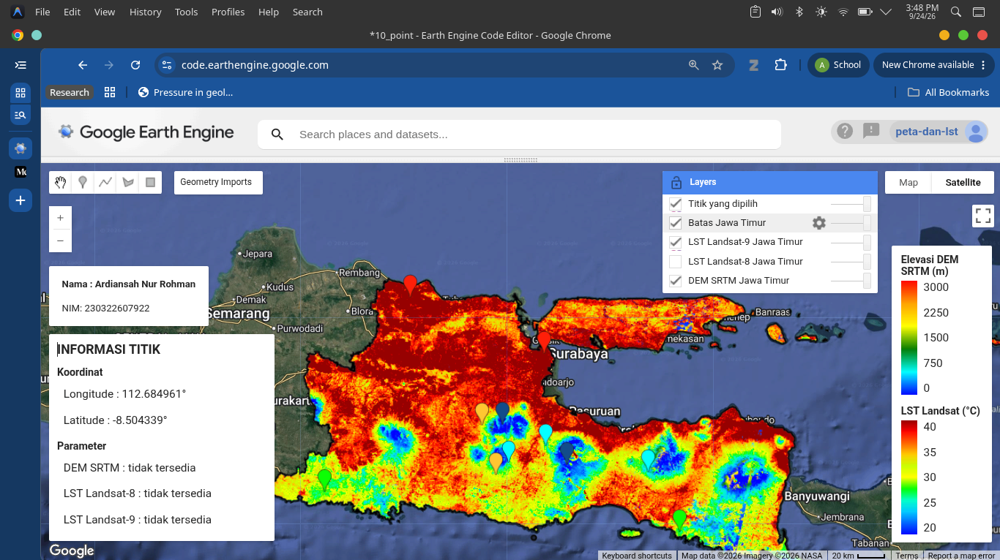 File Edit View History Tools Profiles Help Search
3:48 PM
9/24/26
*10_point - Earth Engine Code Editor - Google Chrome
code.earthengine.google.com
A School
New Chrome available
Research
Pressure in geol...
All Bookmarks
Google Earth Engine
Search places and datasets...
peta-dan-lst
Geometry Imports
Layers
Titik yang dipilih
Batas Jawa Timur
LST Landsat-9 Jawa Timur
LST Landsat-8 Jawa Timur
DEM SRTM Jawa Timur
Map
Satellite
+
−
Nama : Ardiansah Nur Rohman
NIM: 230322607922
INFORMASI TITIK
Koordinat
Longitude : 112.684961°
Latitude : -8.504339°
Parameter
DEM SRTM : tidak tersedia
LST Landsat-8 : tidak tersedia
LST Landsat-9 : tidak tersedia
Elevasi DEM
SRTM (m)
3000
2250
1500
750
0
LST Landsat (°C)
40
35
30
25
20
Jepara
Rembang
Kudus
Demak
Semarang
Blora
Purwodadi
Banraas
mekasan
Surabaya
idoarjo
urakart
Pasuruan
Banyuwangi
Jembrana
Tabanan
Google
Keyboard shortcuts
Map data ©2026 Imagery ©2026 NASA
20 km
Terms
Report a map error